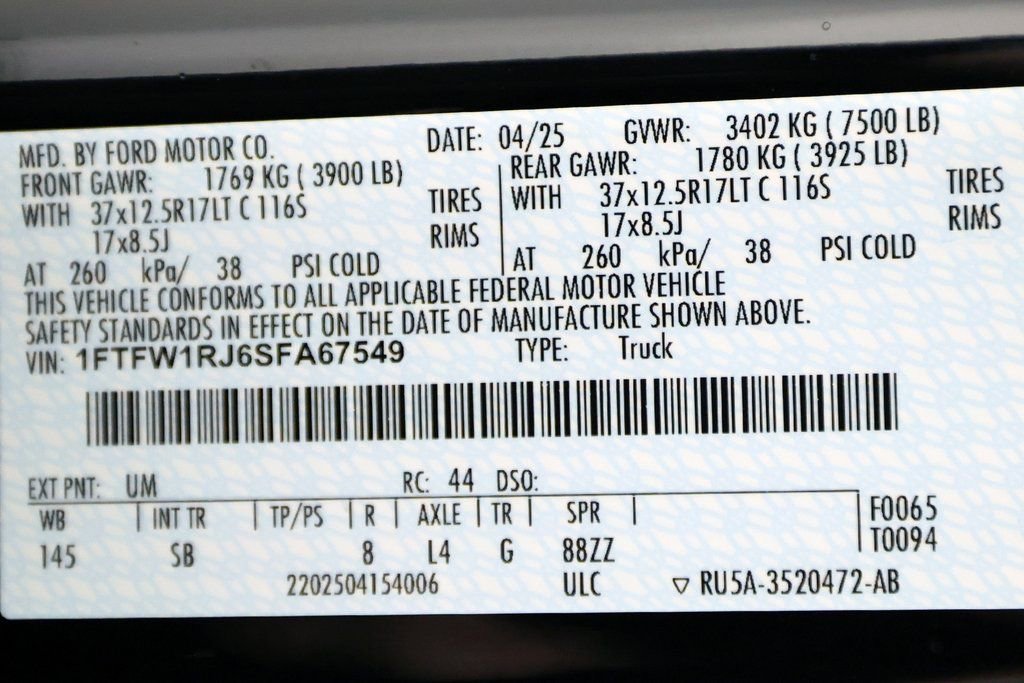 MFD. BY FORD MOTOR CO. DATE: 04/25 GVWR: 3402 KG ( 7500 LB)
FRONT GAWR: 1769 KG ( 3900 LB) REAR GAWR: 1780 KG ( 3925 LB)
WITH 37x12.5R17LT C 116S TIRES WITH 37x12.5R17LT C 116S TIRES
17x8.5J RIMS 17x8.5J RIMS
AT 260 kPa/ 38 PSI COLD AT 260 kPa/ 38 PSI COLD
THIS VEHICLE CONFORMS TO ALL APPLICABLE FEDERAL MOTOR VEHICLE
SAFETY STANDARDS IN EFFECT ON THE DATE OF MANUFACTURE SHOWN ABOVE.
VIN: 1FTFW1RJ6SFA67549 TYPE: Truck
EXT PNT: UM RC: 44 DSO:
WB | INT TR | TP/PS | R | AXLE | TR | SPR | F0065
145 SB 8 L4 G 88ZZ T0094
2202504154006 ULC ▽ RU5A-3520472-AB